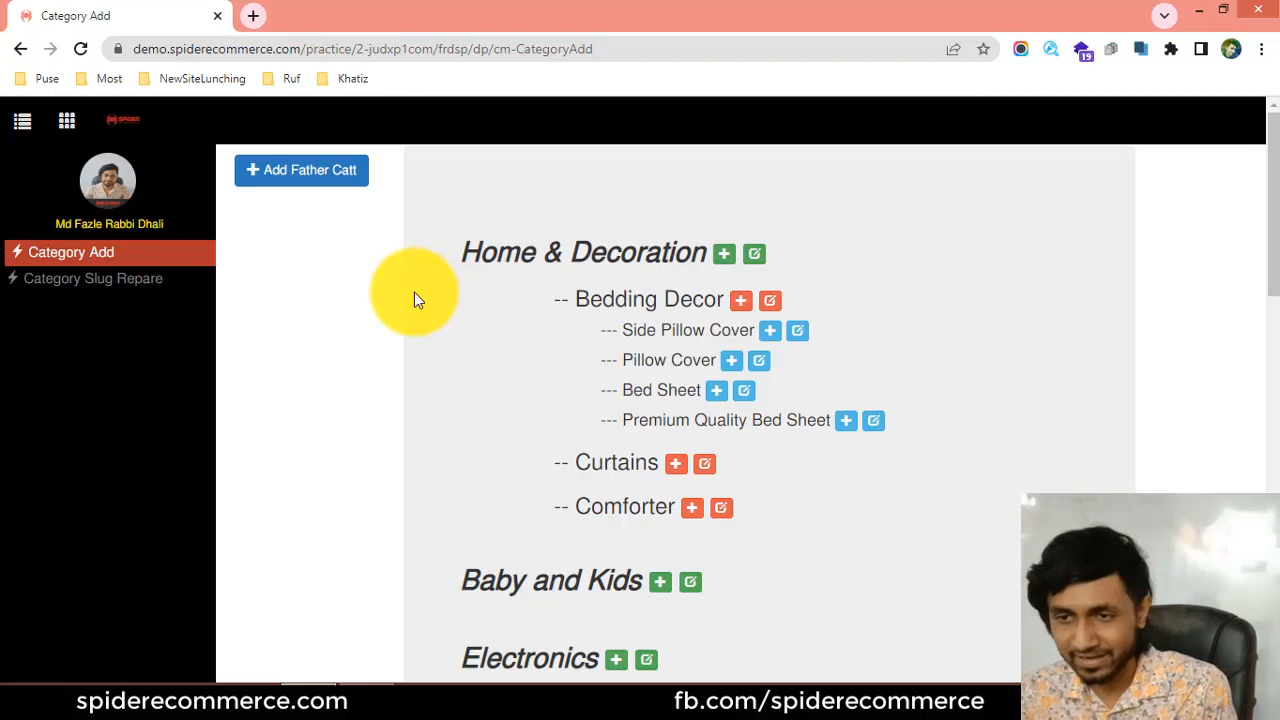 Category Add
demo.spiderecommerce.com/practice/2-judxp1com/frdsp/dp/cm-CategoryAdd
19
Puse
Most
NewSiteLunching
Ruf
Khatiz
SPIDER
Add Father Catt
Md Fazle Rabbi Dhali
Category Add
Category Slug Repare
Home & Decoration
-- Bedding Decor
--- Side Pillow Cover
--- Pillow Cover
--- Bed Sheet
--- Premium Quality Bed Sheet
-- Curtains
-- Comforter
Baby and Kids
Electronics
spiderecommerce.com
fb.com/spiderecommerce